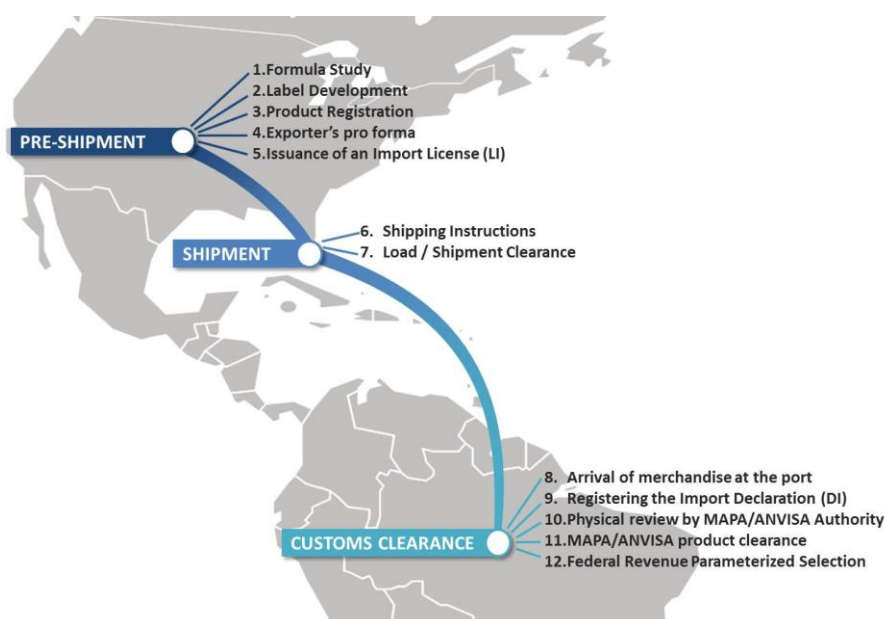 1.Formula Study
2.Label Development
3.Product Registration
PRE-SHIPMENT
4.Exporter's pro forma
5.Issuance of an Import License (LI)
6. Shipping Instructions
SHIPMENT
7. Load / Shipment Clearance
8. Arrival of merchandise at the port
9. Registering the Import Declaration (DI)
10.Physical review by MAPA/ANVISA Authority
CUSTOMS CLEARANCE
11.MAPA/ANVISA product clearance
12.Federal Revenue Parameterized Selection